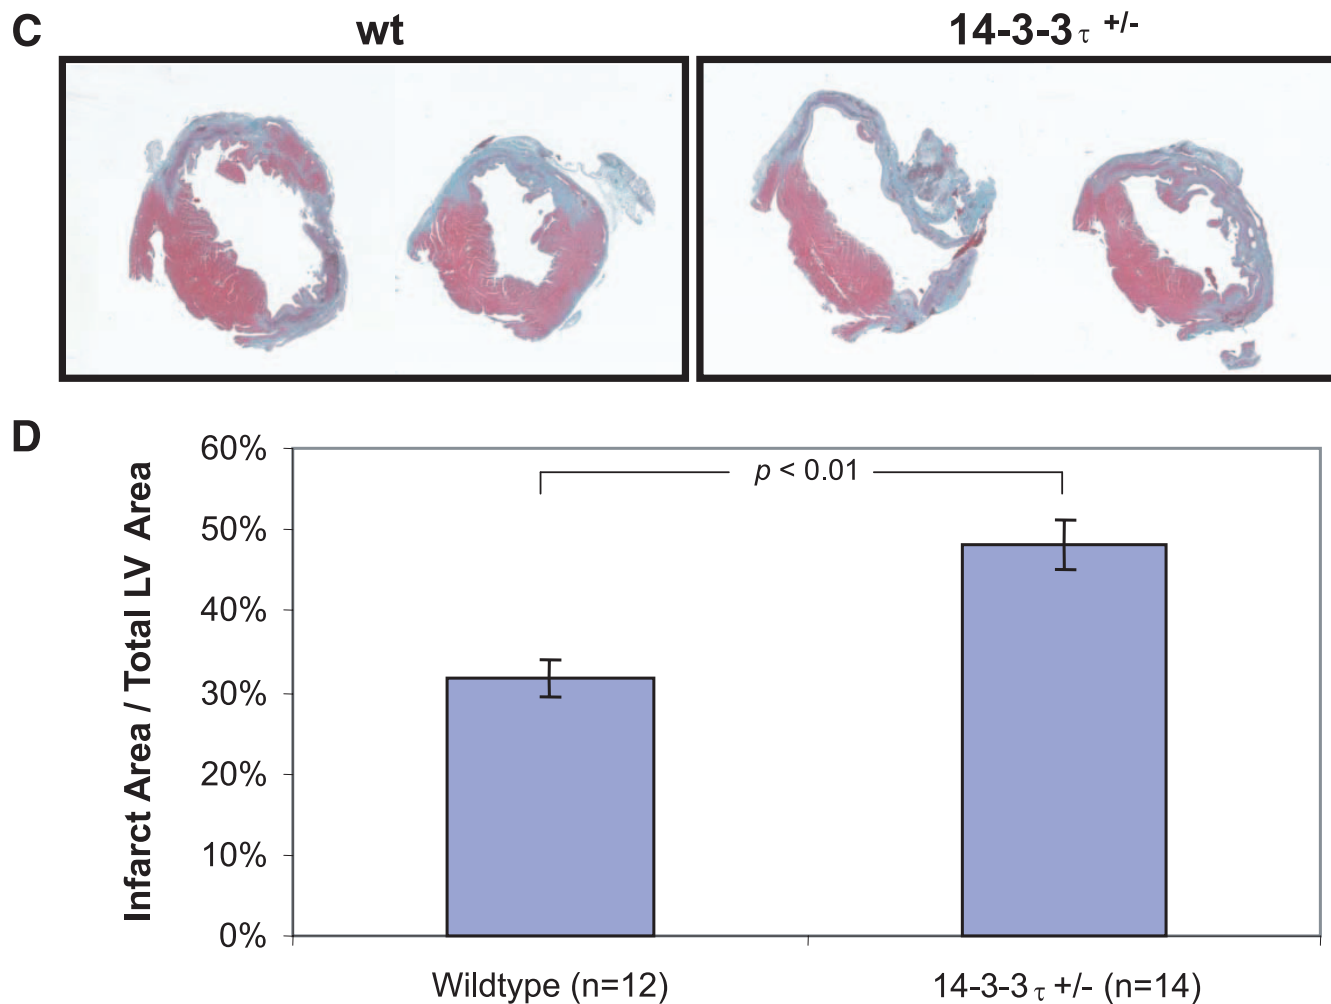 C
wt
14-3-3τ +/-
D
Infarct Area / Total LV Area
60%
50%
40%
30%
20%
10%
0%
p < 0.01
Wildtype (n=12)
14-3-3τ +/- (n=14)